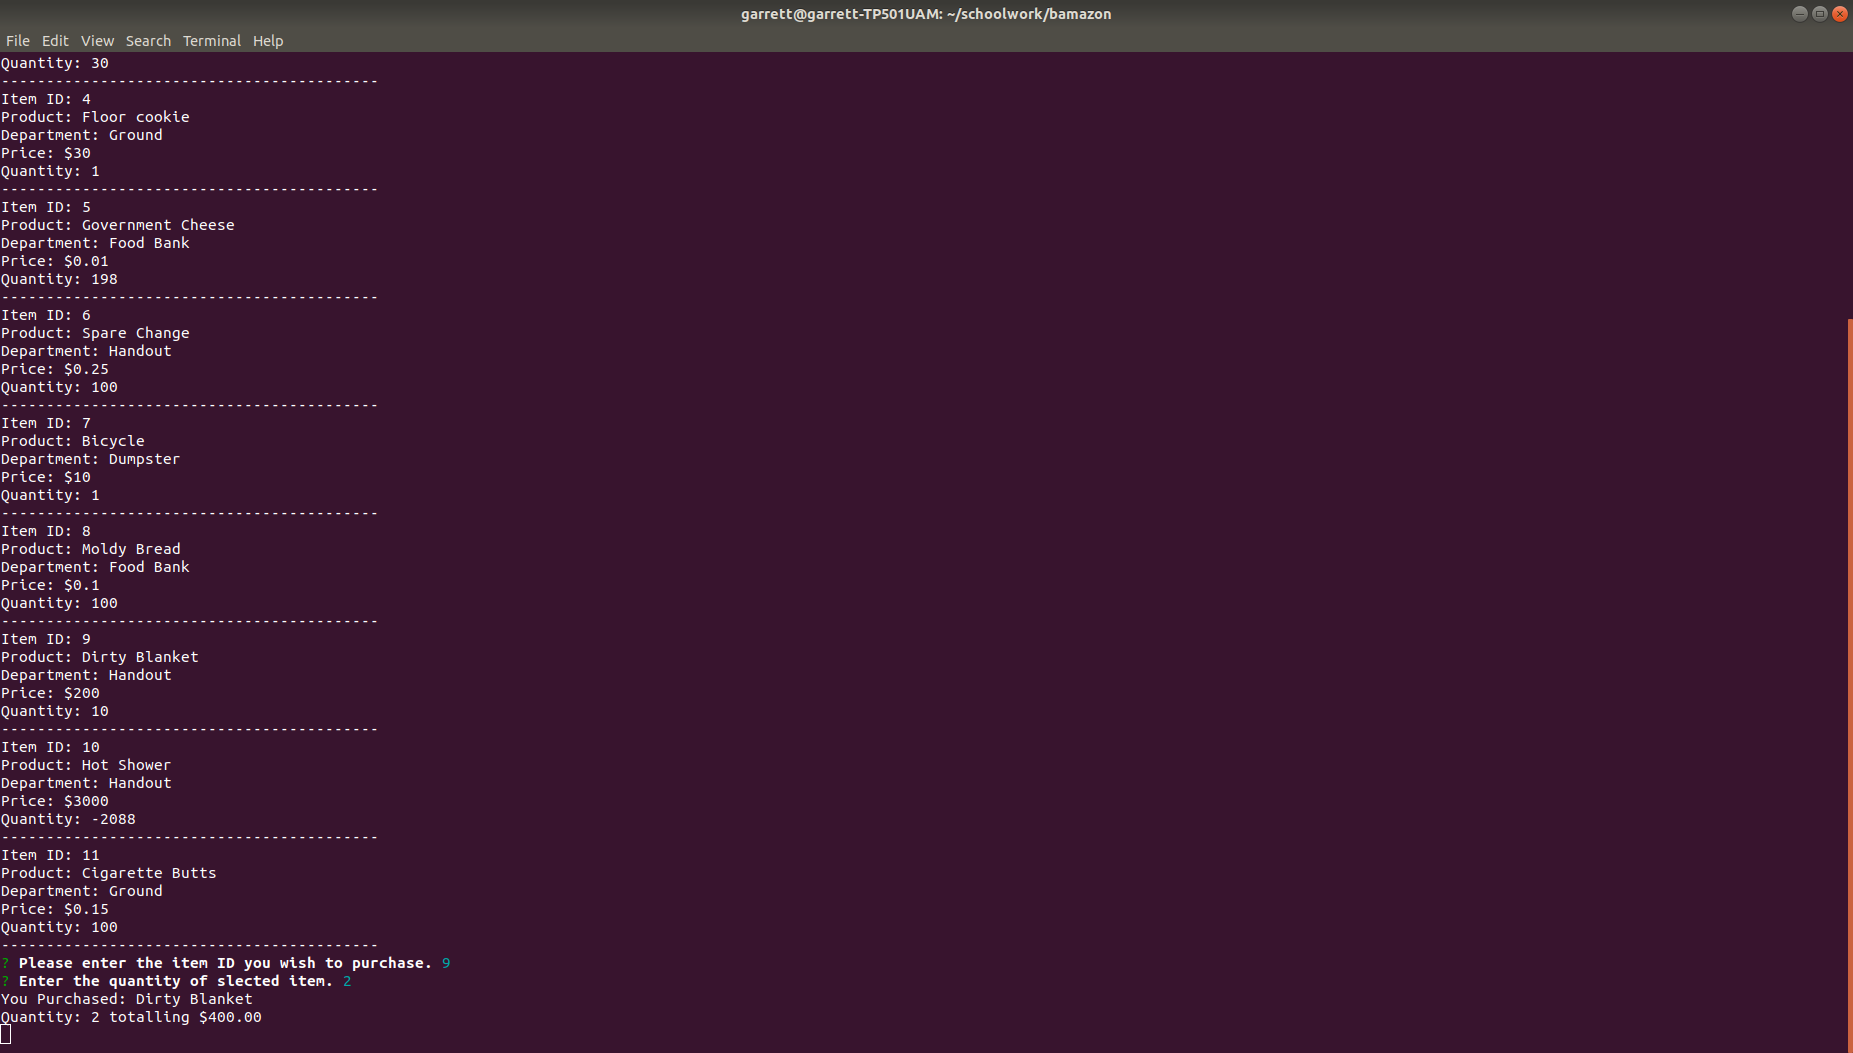 garrett@garrett-TP501UAM: ~/schoolwork/bamazon
File Edit View Search Terminal Help
Quantity: 30
------------------------------------------
Item ID: 4
Product: Floor cookie
Department: Ground
Price: $30
Quantity: 1
------------------------------------------
Item ID: 5
Product: Government Cheese
Department: Food Bank
Price: $0.01
Quantity: 198
------------------------------------------
Item ID: 6
Product: Spare Change
Department: Handout
Price: $0.25
Quantity: 100
------------------------------------------
Item ID: 7
Product: Bicycle
Department: Dumpster
Price: $10
Quantity: 1
------------------------------------------
Item ID: 8
Product: Moldy Bread
Department: Food Bank
Price: $0.1
Quantity: 100
------------------------------------------
Item ID: 9
Product: Dirty Blanket
Department: Handout
Price: $200
Quantity: 10
------------------------------------------
Item ID: 10
Product: Hot Shower
Department: Handout
Price: $3000
Quantity: -2088
------------------------------------------
Item ID: 11
Product: Cigarette Butts
Department: Ground
Price: $0.15
Quantity: 100
------------------------------------------
? Please enter the item ID you wish to purchase. 9
? Enter the quantity of slected item. 2
You Purchased: Dirty Blanket
Quantity: 2 totalling $400.00